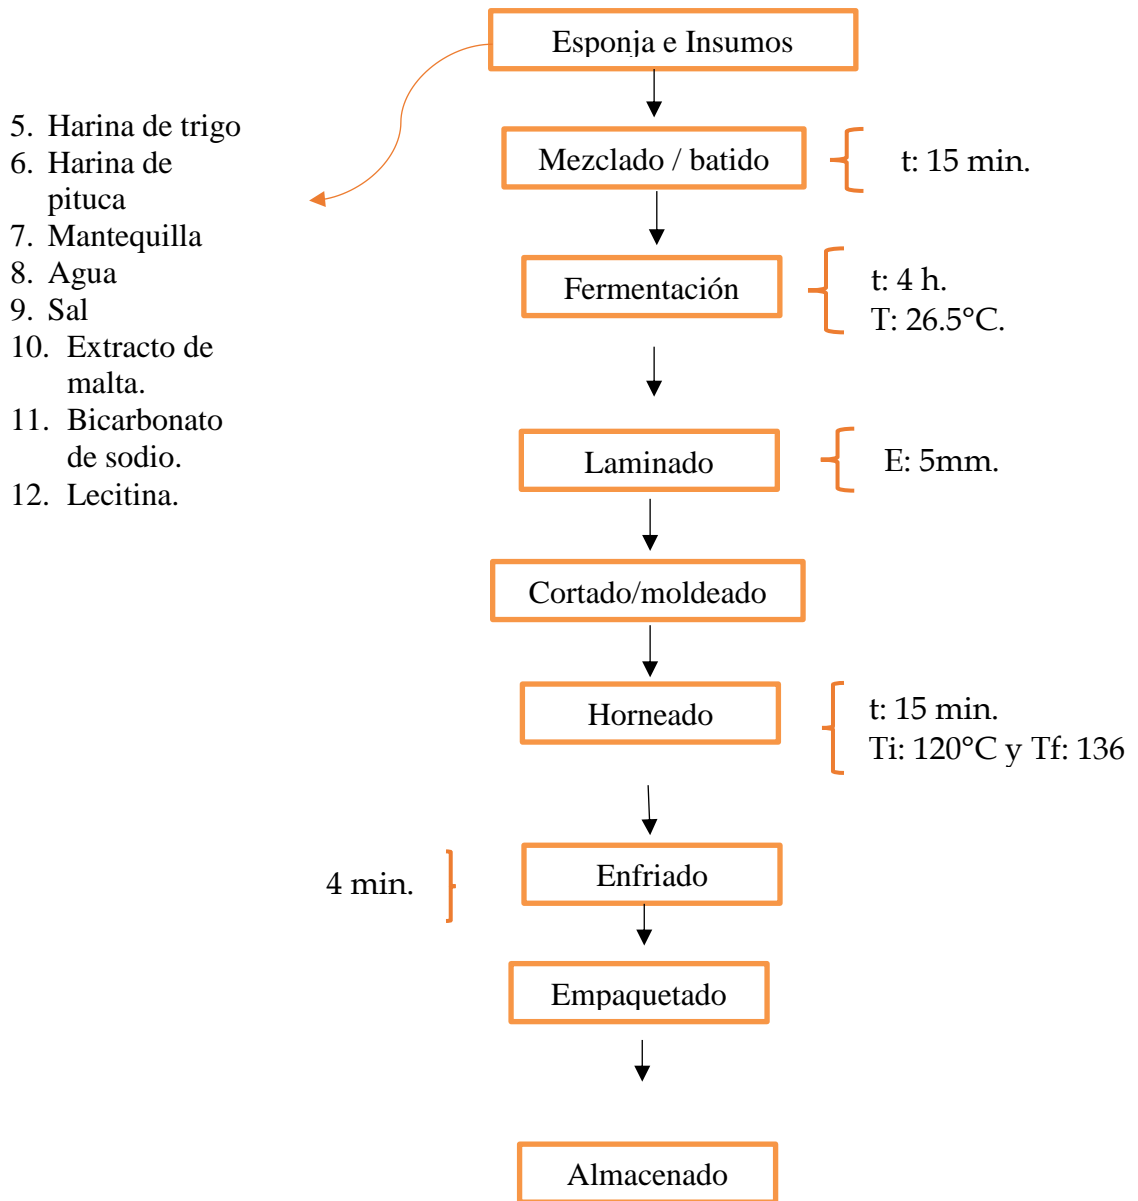 Esponja e Insumos
5. Harina de trigo
6. Harina de
pituca
7. Mantequilla
8. Agua
9. Sal
10. Extracto de
malta.
11. Bicarbonato
de sodio.
12. Lecitina.
Mezclado / batido
t: 15 min.
Fermentación
t: 4 h.
T: 26.5°C.
Laminado
E: 5mm.
Cortado/moldeado
Horneado
t: 15 min.
Ti: 120°C y Tf: 136
4 min.
Enfriado
Empaquetado
Almacenado